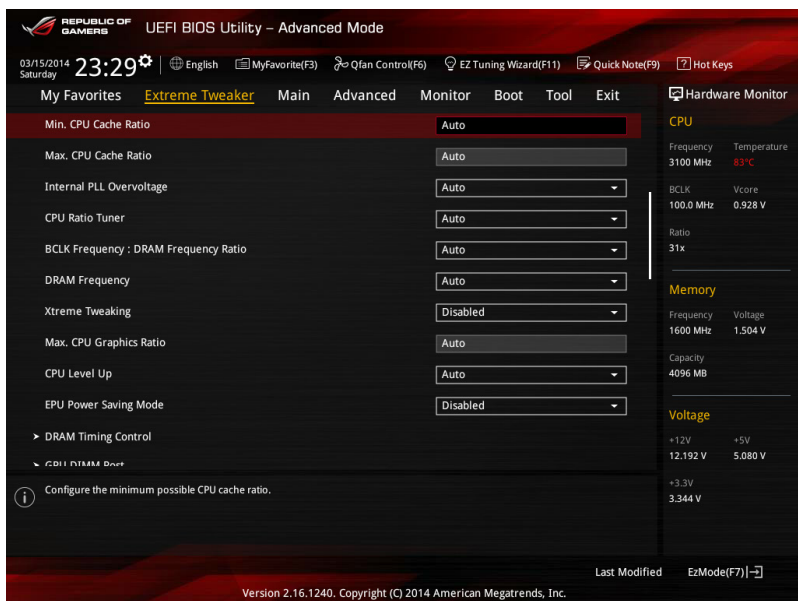 REPUBLIC OF GAMERS
UEFI BIOS Utility – Advanced Mode
03/15/2014 Saturday 23:29 English MyFavorite(F3) Qfan Control(F6) EZ Tuning Wizard(F11) Quick Note(F9) ? Hot Keys
My Favorites Extreme Tweaker Main Advanced Monitor Boot Tool Exit
Min. CPU Cache Ratio Auto
Max. CPU Cache Ratio Auto
Internal PLL Overvoltage Auto
CPU Ratio Tuner Auto
BCLK Frequency : DRAM Frequency Ratio Auto
DRAM Frequency Auto
Xtreme Tweaking Disabled
Max. CPU Graphics Ratio Auto
CPU Level Up Auto
EPU Power Saving Mode Disabled
> DRAM Timing Control
> GPU DIMM Post
i Configure the minimum possible CPU cache ratio.
Hardware Monitor
CPU
Frequency Temperature
3100 MHz 83°C
BCLK Vcore
100.0 MHz 0.928 V
Ratio
31x
Memory
Frequency Voltage
1600 MHz 1.504 V
Capacity
4096 MB
Voltage
+12V +5V
12.192 V 5.080 V
+3.3V
3.344 V
Last Modified EzMode(F7)
Version 2.16.1240. Copyright (C) 2014 American Megatrends, Inc.